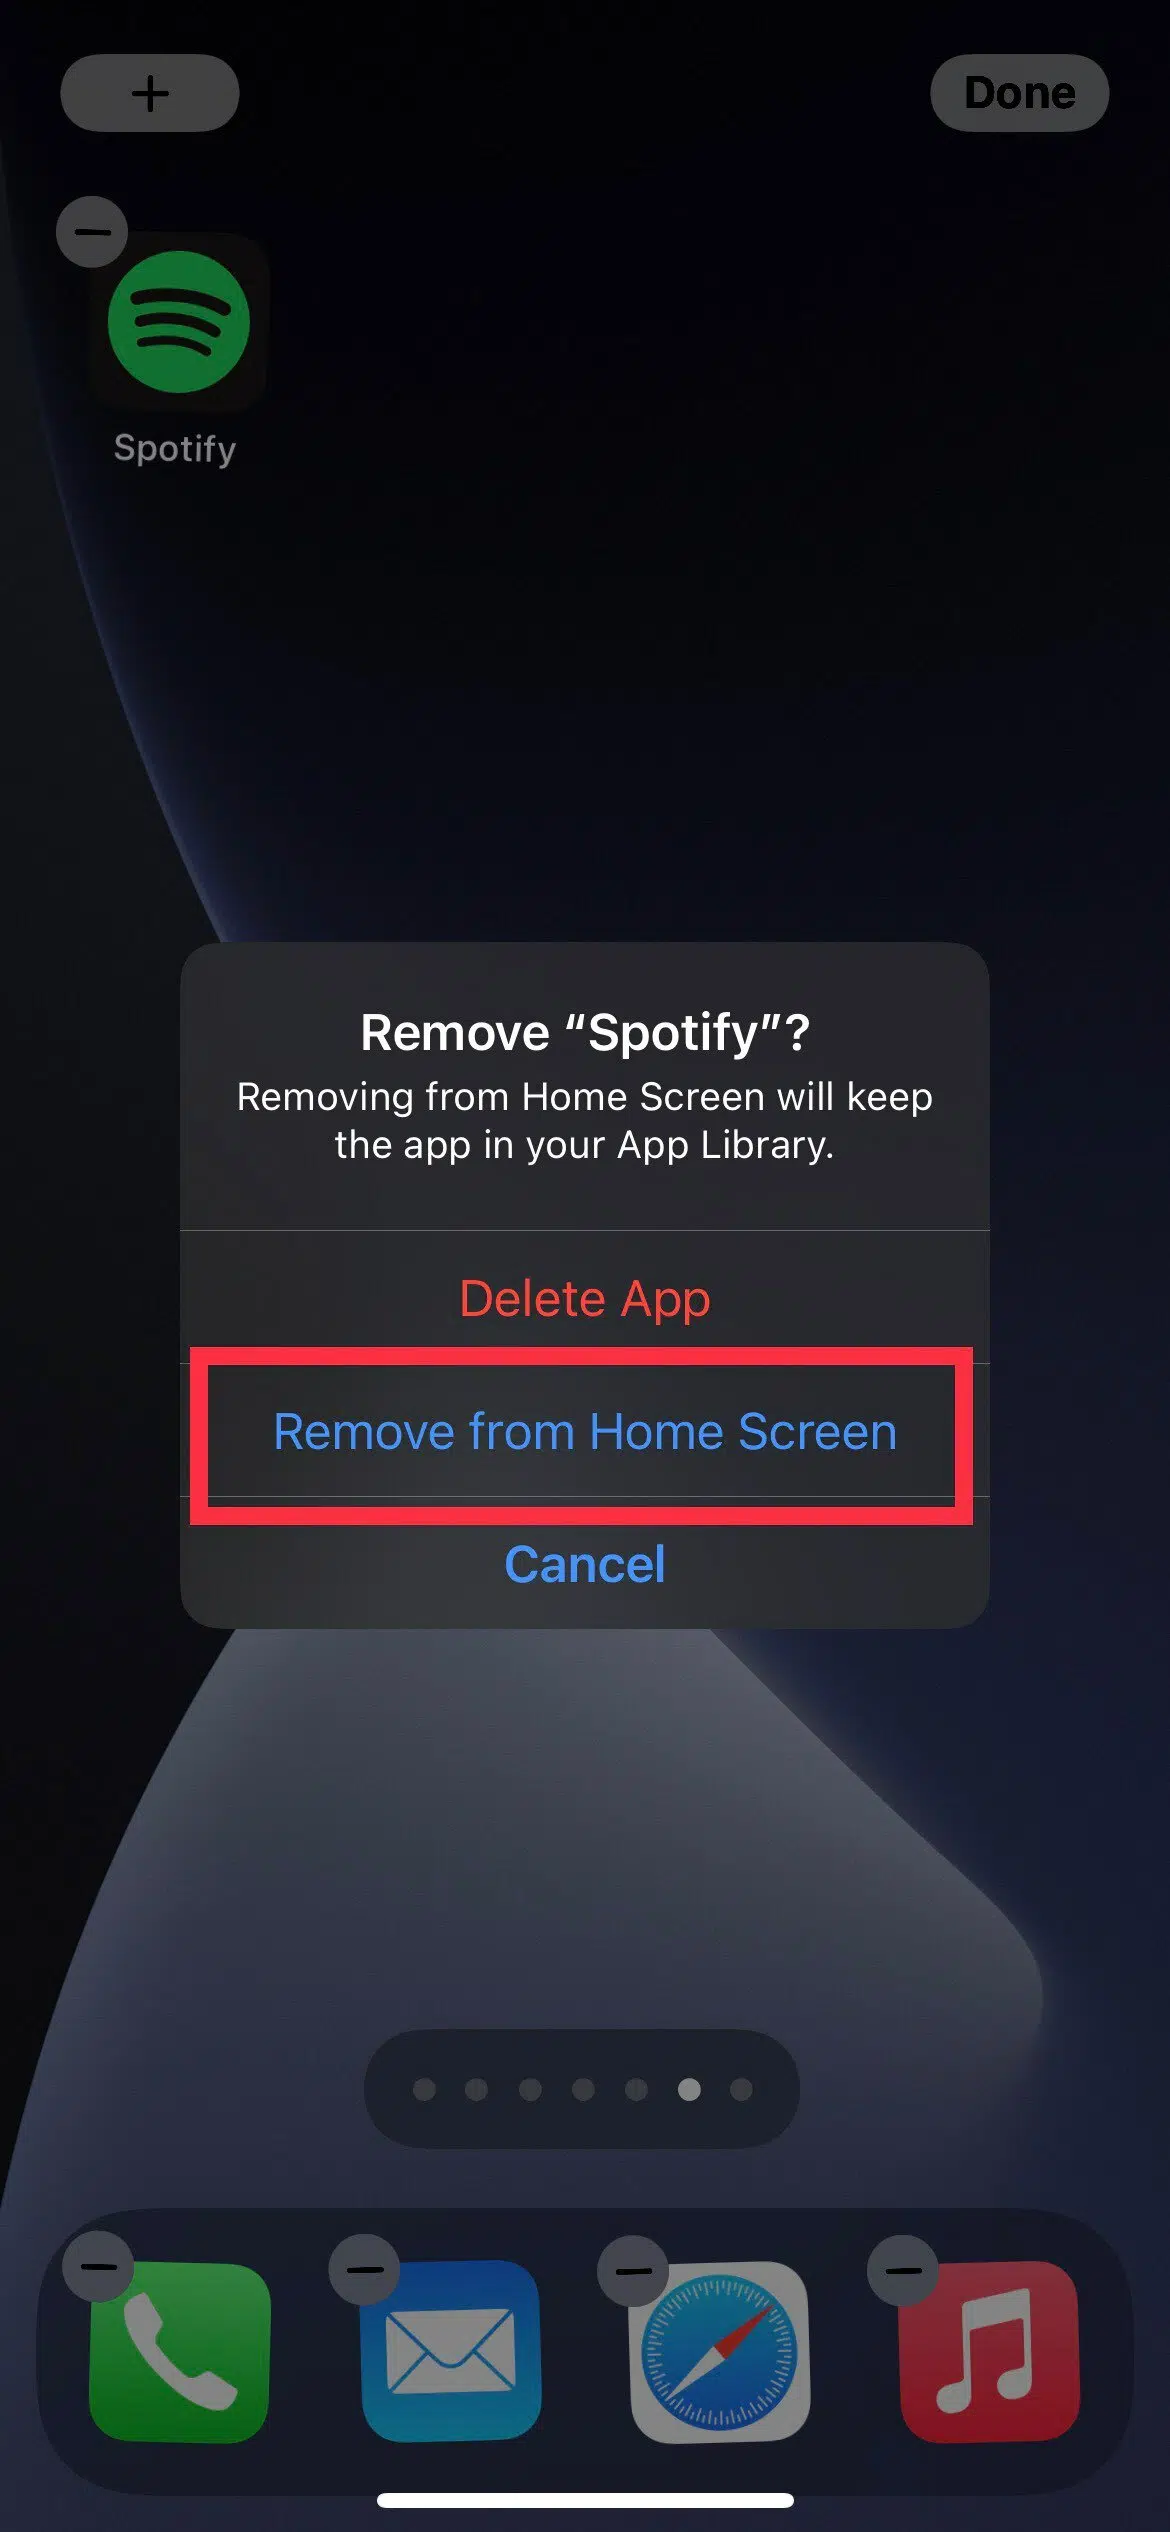 +
Done
Spotify
Remove “Spotify”?
Removing from Home Screen will keep
the app in your App Library.
Delete App
Remove from Home Screen
Cancel